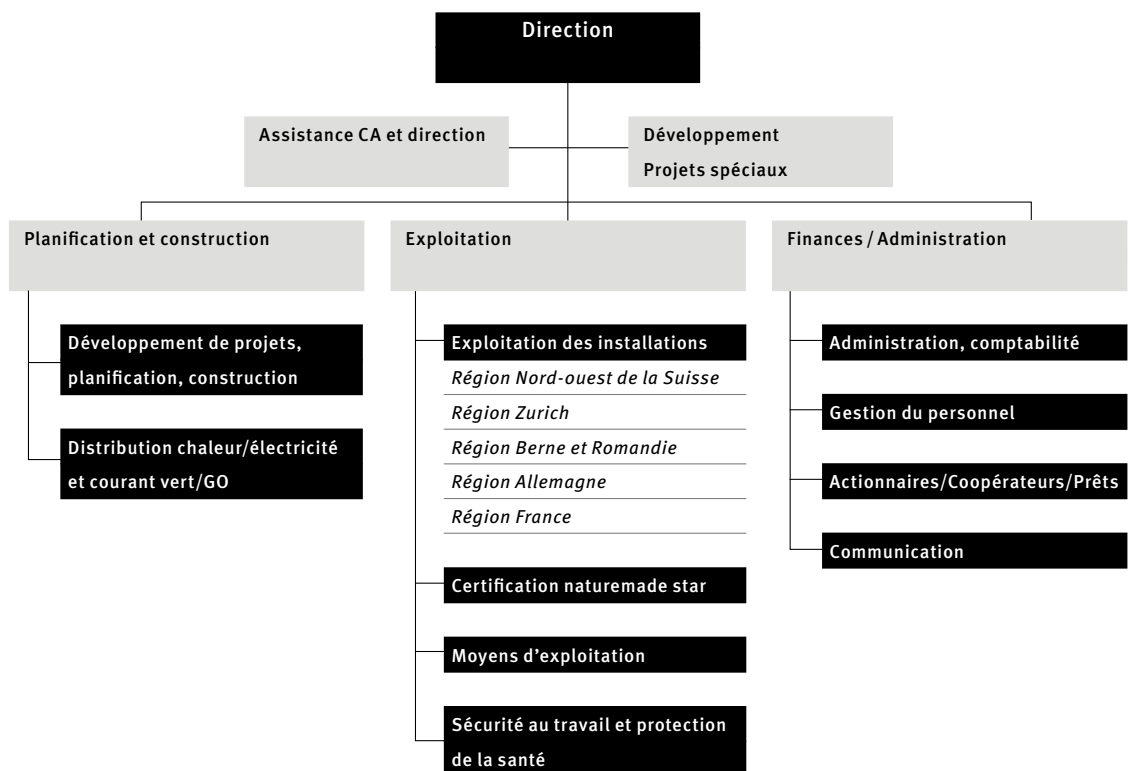 Direction
Assistance CA et direction
Développement
Projets spéciaux
Planification et construction
Développement de projets,
planification, construction
Distribution chaleur/électricité
et courant vert/GO
Exploitation
Exploitation des installations
Région Nord-ouest de la Suisse
Région Zurich
Région Berne et Romandie
Région Allemagne
Région France
Certification naturemade star
Moyens d'exploitation
Sécurité au travail et protection
de la santé
Finances / Administration
Administration, comptabilité
Gestion du personnel
Actionnaires/Coopérateurs/Prêts
Communication